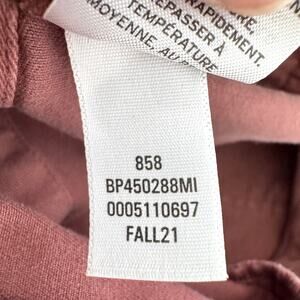 RAPIDEMENT.
REPASSER À
TEMPÉRATURE
MOYENNE, AU
858
BP450288MI
0005110697
FALL21